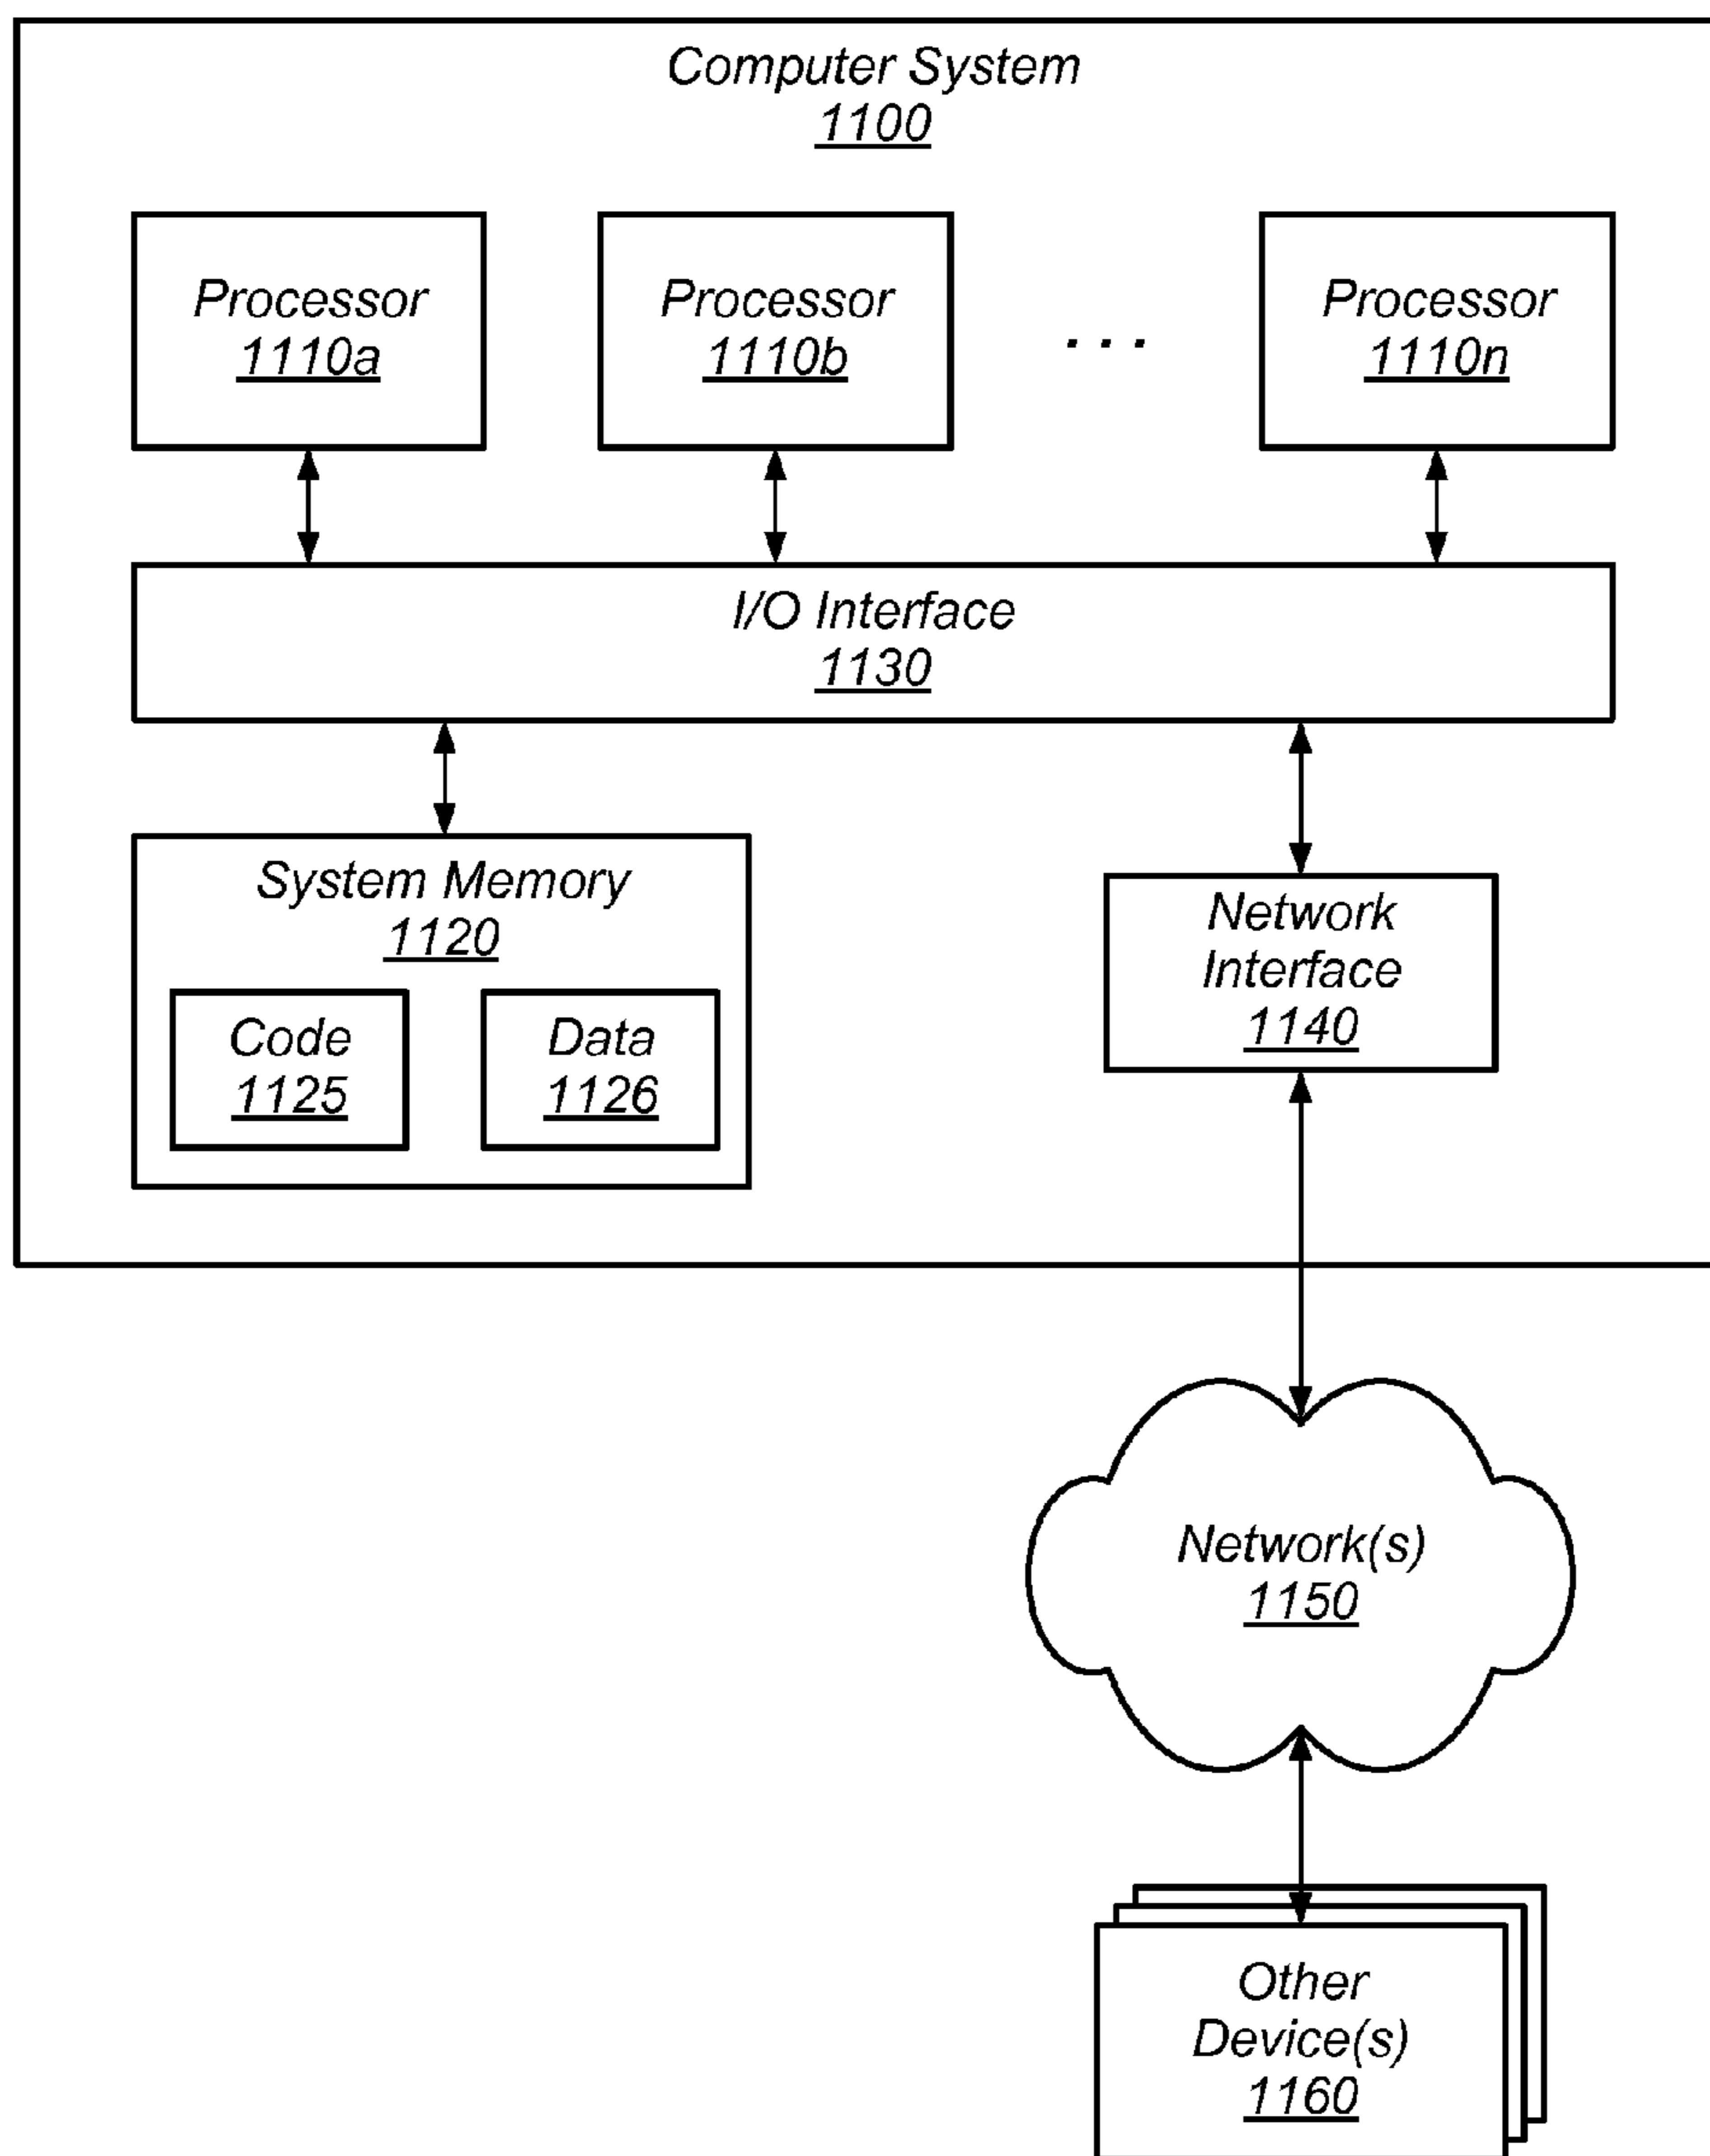 Computer System
1100
Processor
1110a
Processor
1110b
. . .
Processor
1110n
I/O Interface
1130
System Memory
1120
Code
1125
Data
1126
Network
Interface
1140
Network(s)
1150
Other
Device(s)
1160